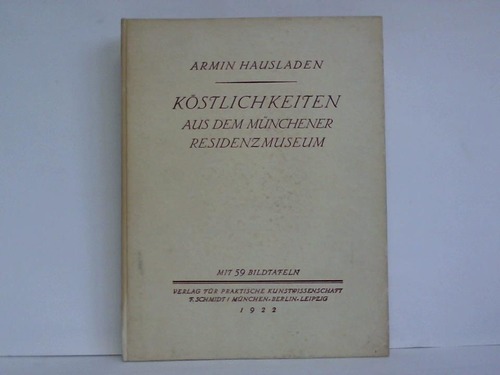 ARMIN HAUSLADEN
KÖSTLICHKEITEN
AUS DEM MÜNCHENER
RESIDENZMUSEUM
MIT 59 BILDTAFELN
VERLAG FÜR PRAKTISCHE KUNSTWISSENSCHAFT
F. SCHMIDT / MÜNCHEN-BERLIN-LEIPZIG
1922